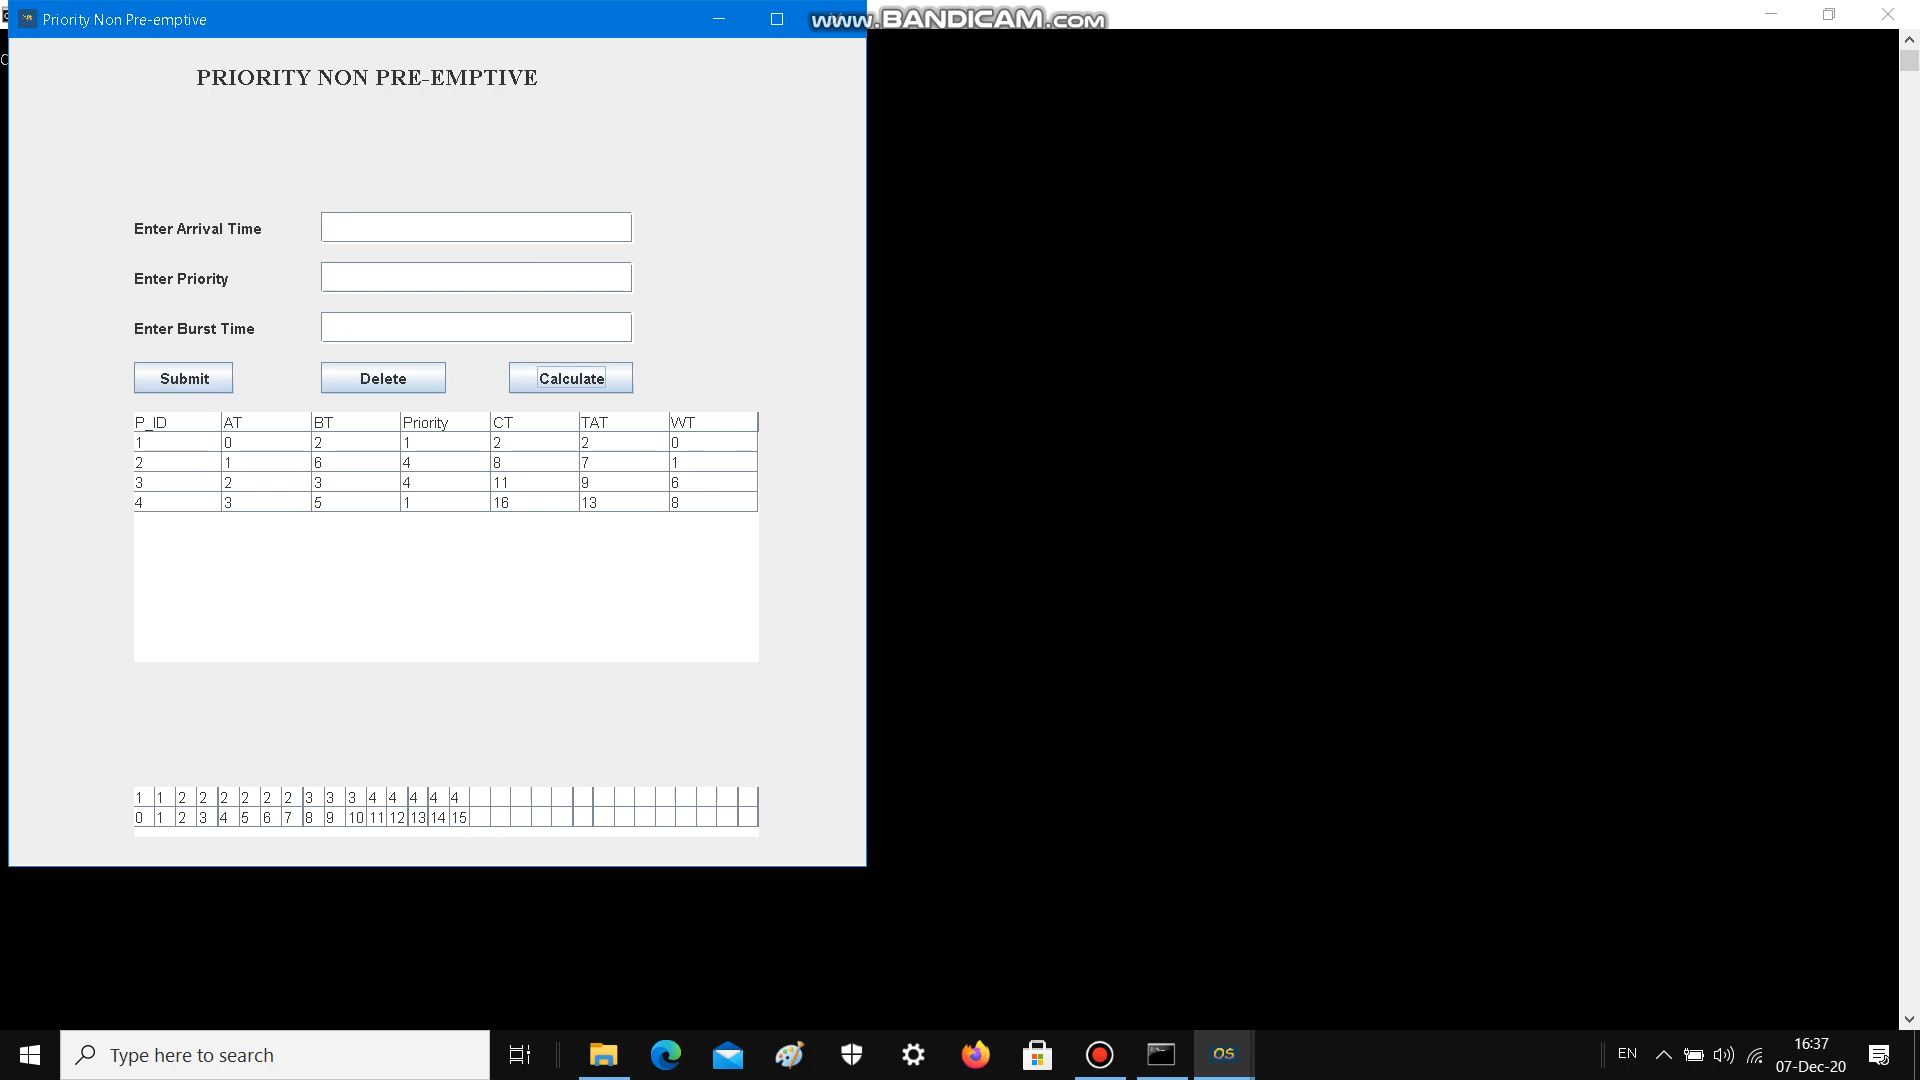 Priority Non Pre-emptive
www.BANDICAM.com
PRIORITY NON PRE-EMPTIVE
Enter Arrival Time
Enter Priority
Enter Burst Time
Submit Delete Calculate
P_ID AT BT Priority CT TAT WT
1 0 2 1 2 2 0
2 1 6 4 8 7 1
3 2 3 4 11 9 6
4 3 5 1 16 13 8
1 1 2 2 2 2 2 2 3 3 3 4 4 4 4 4
0 1 2 3 4 5 6 7 8 9 10 11 12 13 14 15
Type here to search
OS
EN
16:37
07-Dec-20